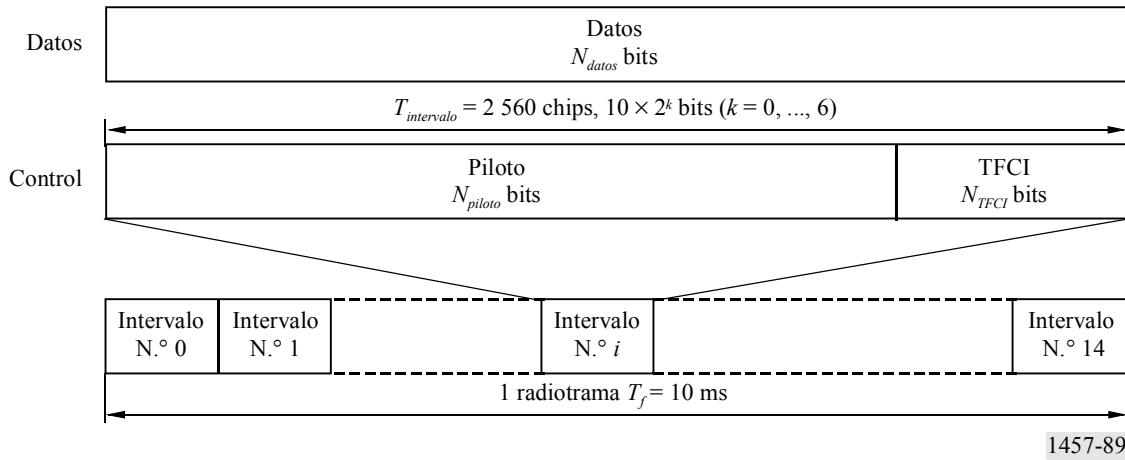 Datos
Datos
N_datos bits
T_intervalo = 2 560 chips, 10 × 2^k bits (k = 0, ..., 6)
Control
Piloto
N_piloto bits
TFCI
N_TFCI bits
Intervalo
N.° 0
Intervalo
N.° 1
Intervalo
N.° i
Intervalo
N.° 14
1 radiotrama T_f = 10 ms
1457-89